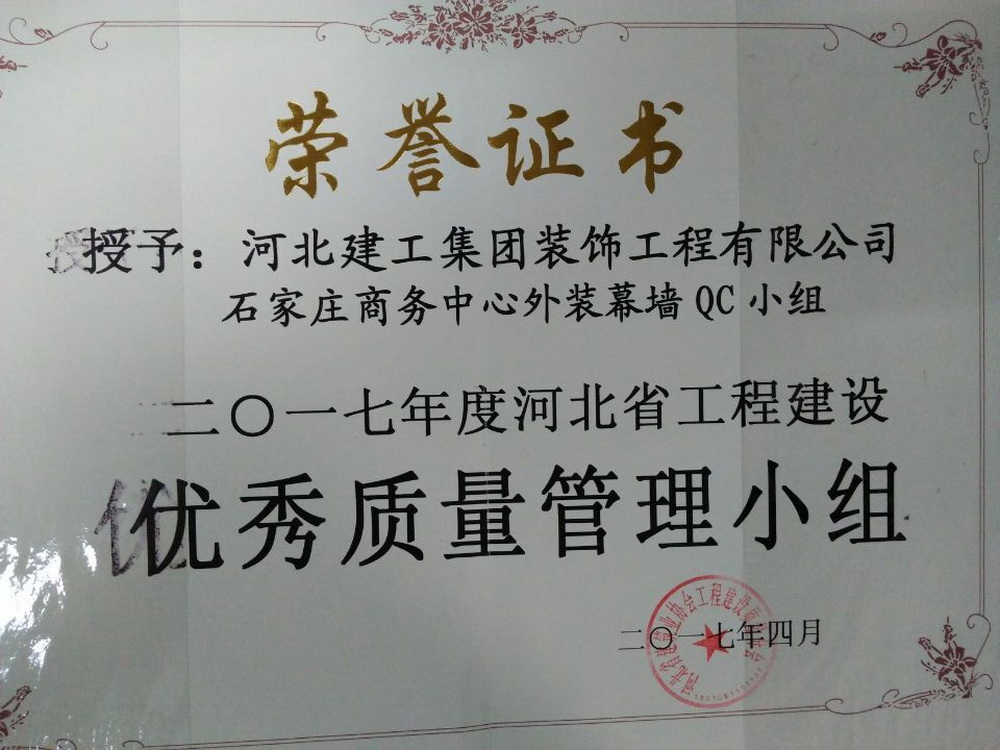 荣誉证书
授予：河北建工集团装饰工程有限公司
石家庄商务中心外装幕墙QC小组
二〇一七年度河北省工程建设
优秀质量管理小组
二〇一七年四月